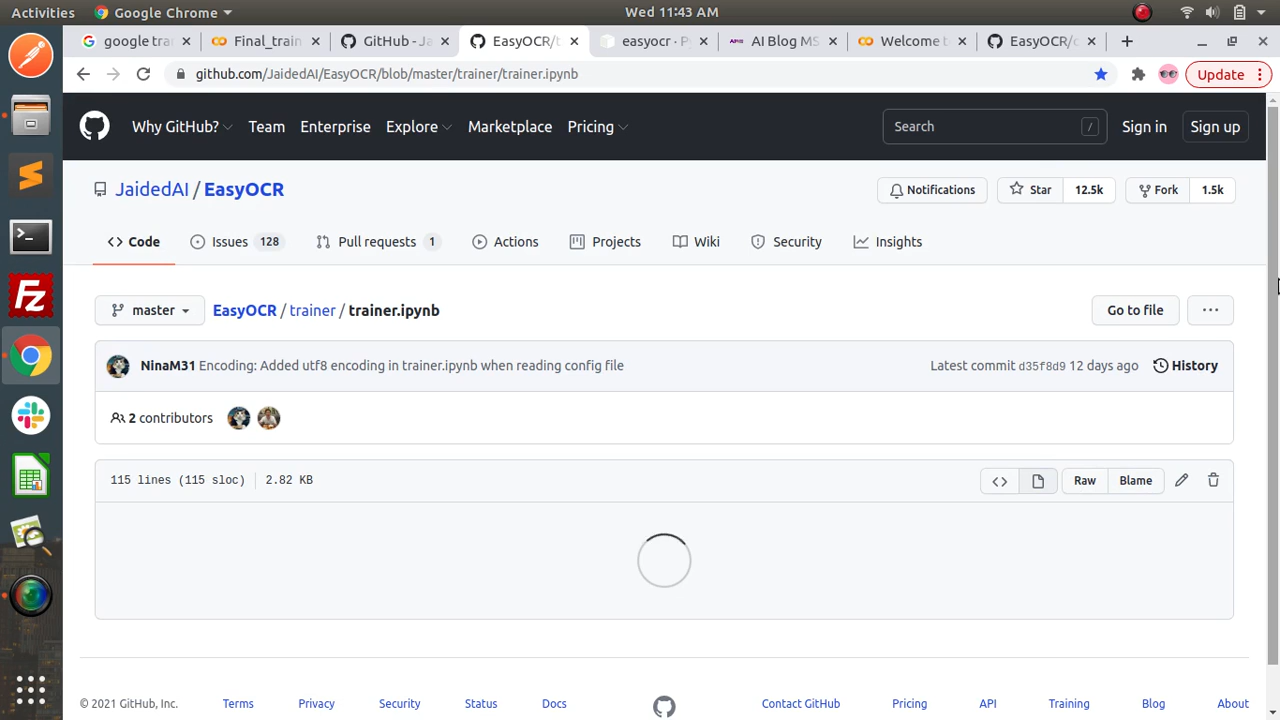 Activities Google Chrome Wed 11:43 AM
google tra Final_train GitHub - Ja EasyOCR/t easyocr · Py AI Blog MS Welcome t EasyOCR/c
github.com/JaidedAI/EasyOCR/blob/master/trainer/trainer.ipynb Update
Why GitHub? Team Enterprise Explore Marketplace Pricing Search / Sign in Sign up
JaidedAI / EasyOCR Notifications Star 12.5k Fork 1.5k
Code Issues 128 Pull requests 1 Actions Projects Wiki Security Insights
master EasyOCR / trainer / trainer.ipynb Go to file ...
NinaM31 Encoding: Added utf8 encoding in trainer.ipynb when reading config file Latest commit d35f8d9 12 days ago History
2 contributors
115 lines (115 sloc) 2.82 KB <> Raw Blame
© 2021 GitHub, Inc. Terms Privacy Security Status Docs Contact GitHub Pricing API Training Blog About